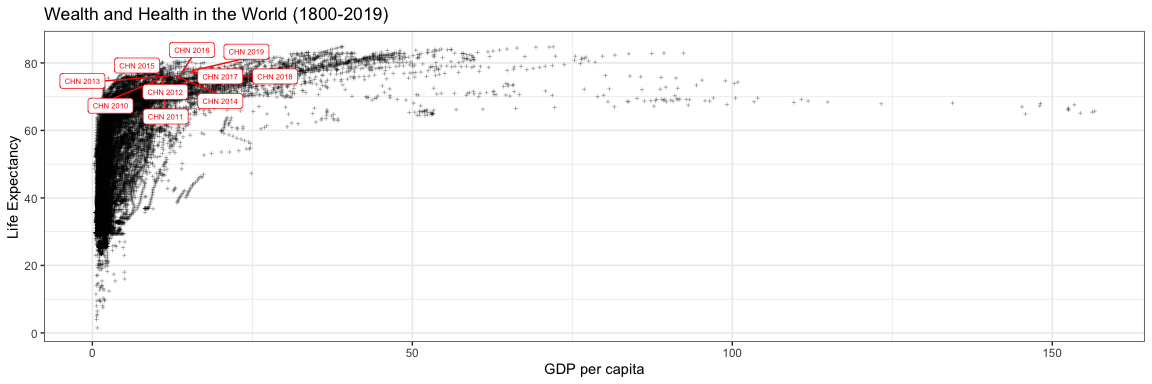 Wealth and Health in the World (1800-2019)
CHN 2016
CHN 2019
CHN 2015
CHN 2013
CHN 2017
CHN 2018
CHN 2012
CHN 2010
CHN 2014
CHN 2011
Life Expectancy
80
60
40
20
0
0 50 100 150
GDP per capita